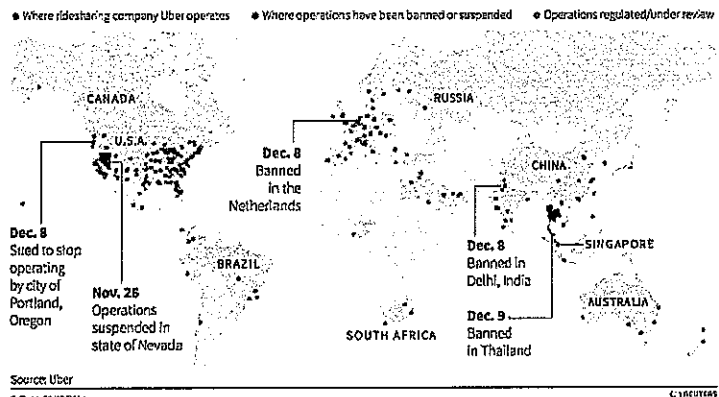 Where ridesharing company Uber operates
Where operations have been banned or suspended
Operations regulated/under review
CANADA
U.S.A.
RUSSIA
CHINA
SINGAPORE
BRAZIL
SOUTH AFRICA
AUSTRALIA
Dec. 8
Sued to stop
operating
by city of
Portland,
Oregon
Nov. 26
Operations
suspended in
state of Nevada
Dec. 8
Banned
in the
Netherlands
Dec. 8
Banned in
Delhi, India
Dec. 9
Banned
in Thailand
Source: Uber
REUTERS